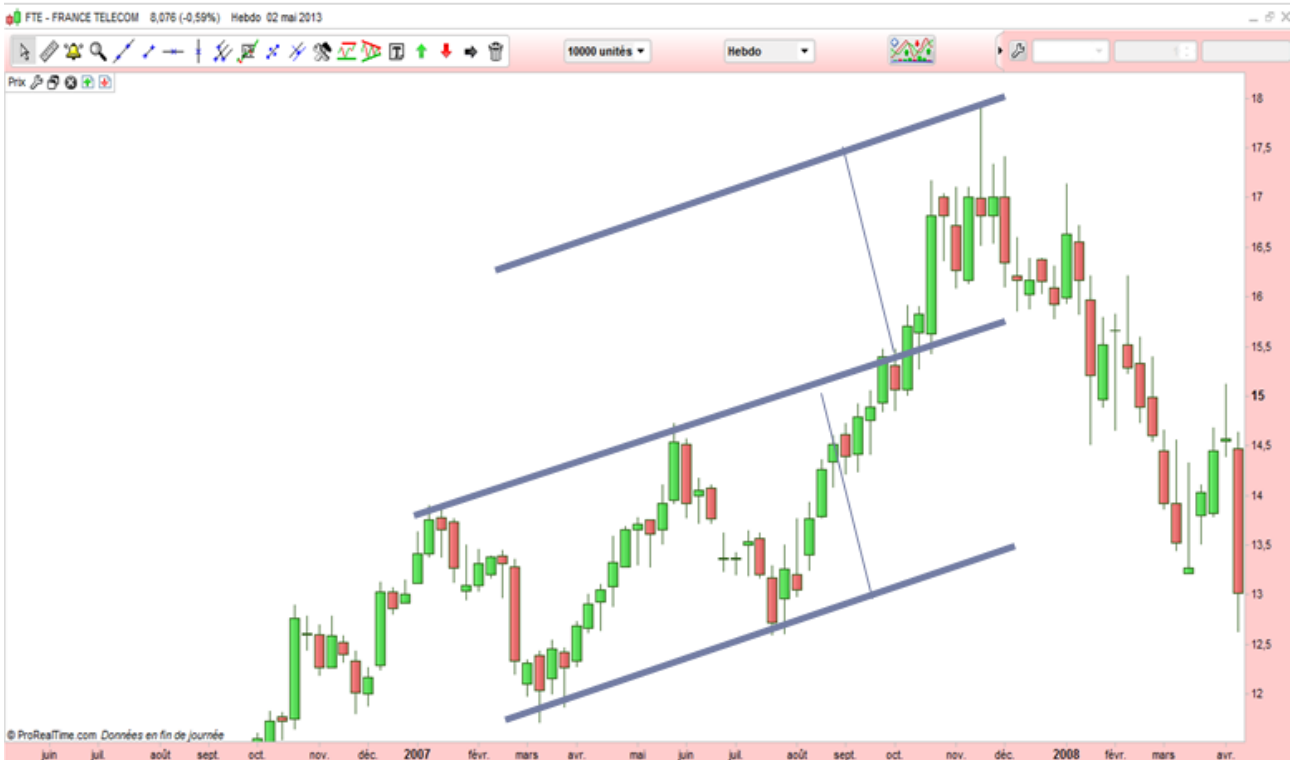 FTE - FRANCE TELECOM 8,076 (-0,59%) Hebdo 02 mai 2013
10000 unités Hebdo
Prix
18
17,5
17
16,5
16
15,5
15
14,5
14
13,5
13
12,5
12
© ProRealTime.com Données en fin de journée
juin juil. août sept. oct. nov. déc. 2007 févr. mars avr. mai juin juil. août sept. oct. nov. déc. 2008 févr. mars avr.